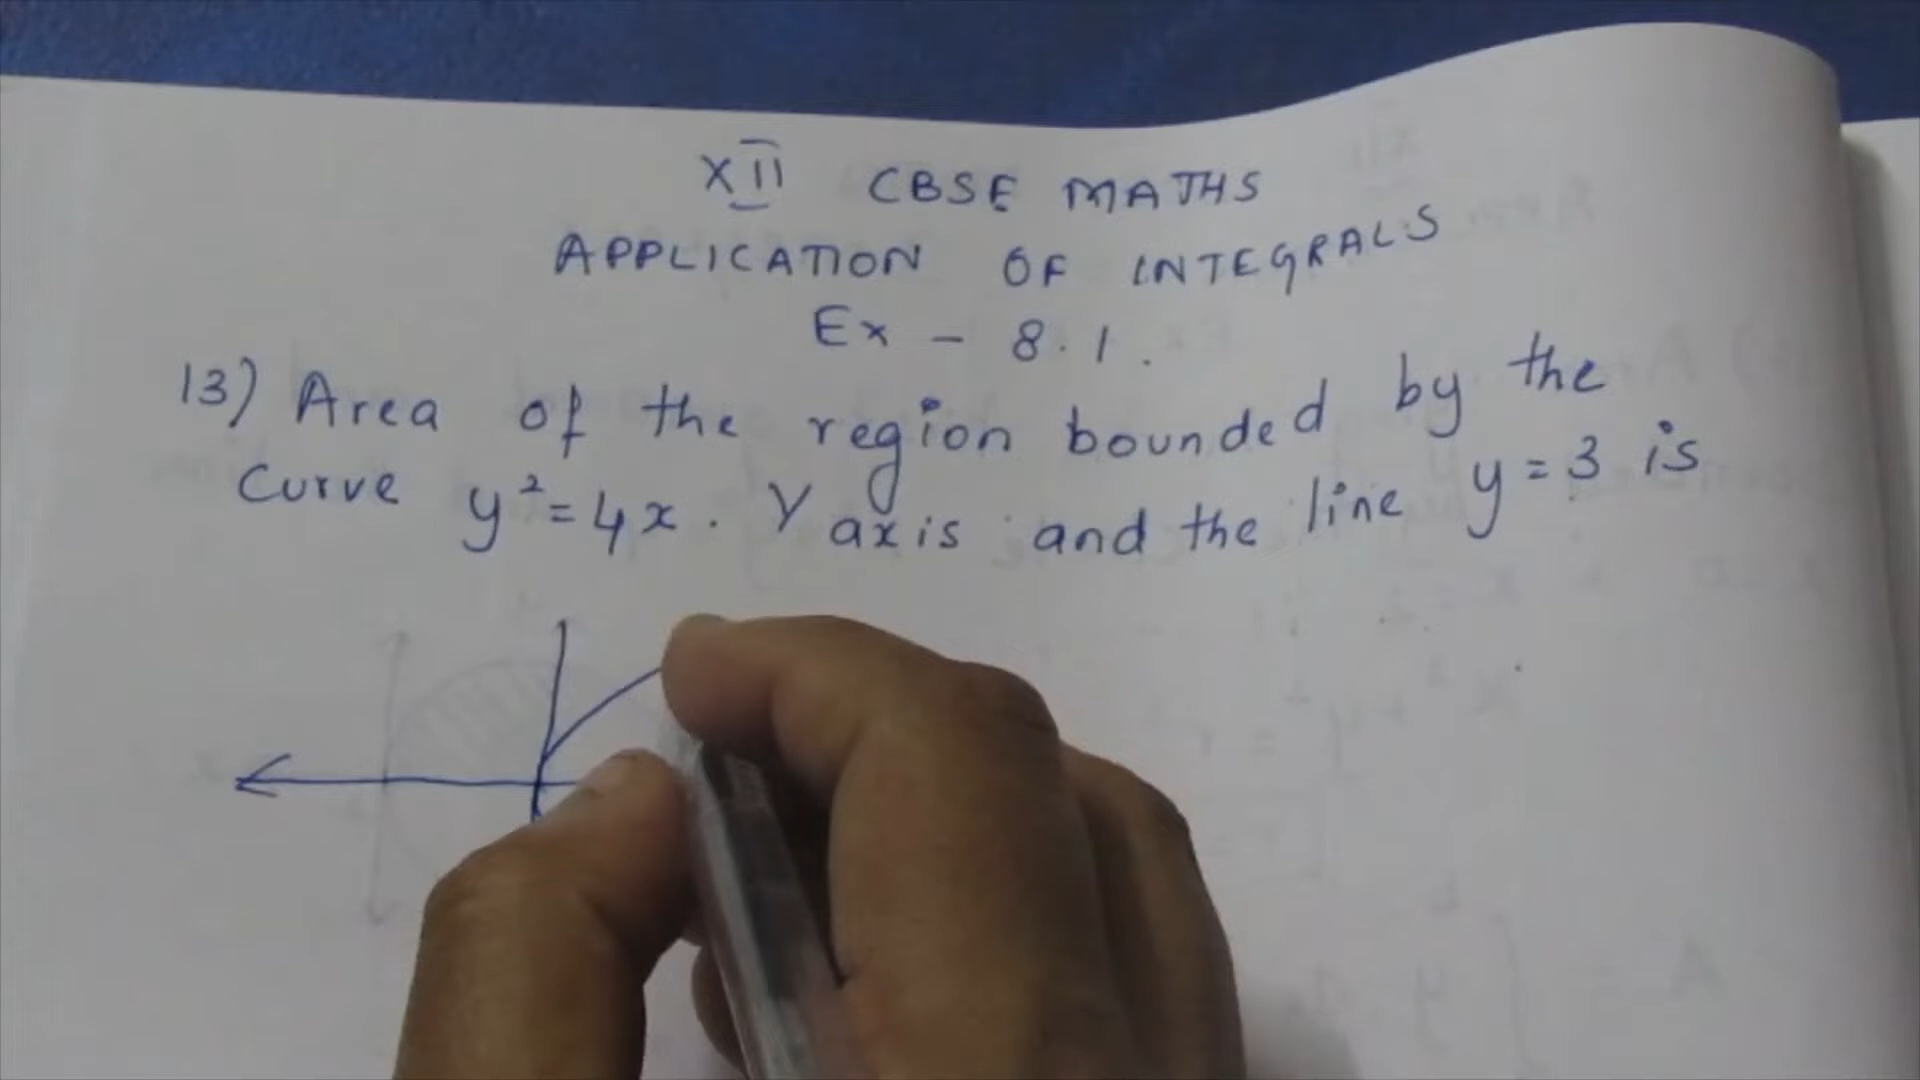 XII CBSE MATHS
APPLICATION OF INTEGRALS
Ex - 8.1.
13) Area of the region bounded by the
Curve y²=4x. Y axis and the line y=3 is